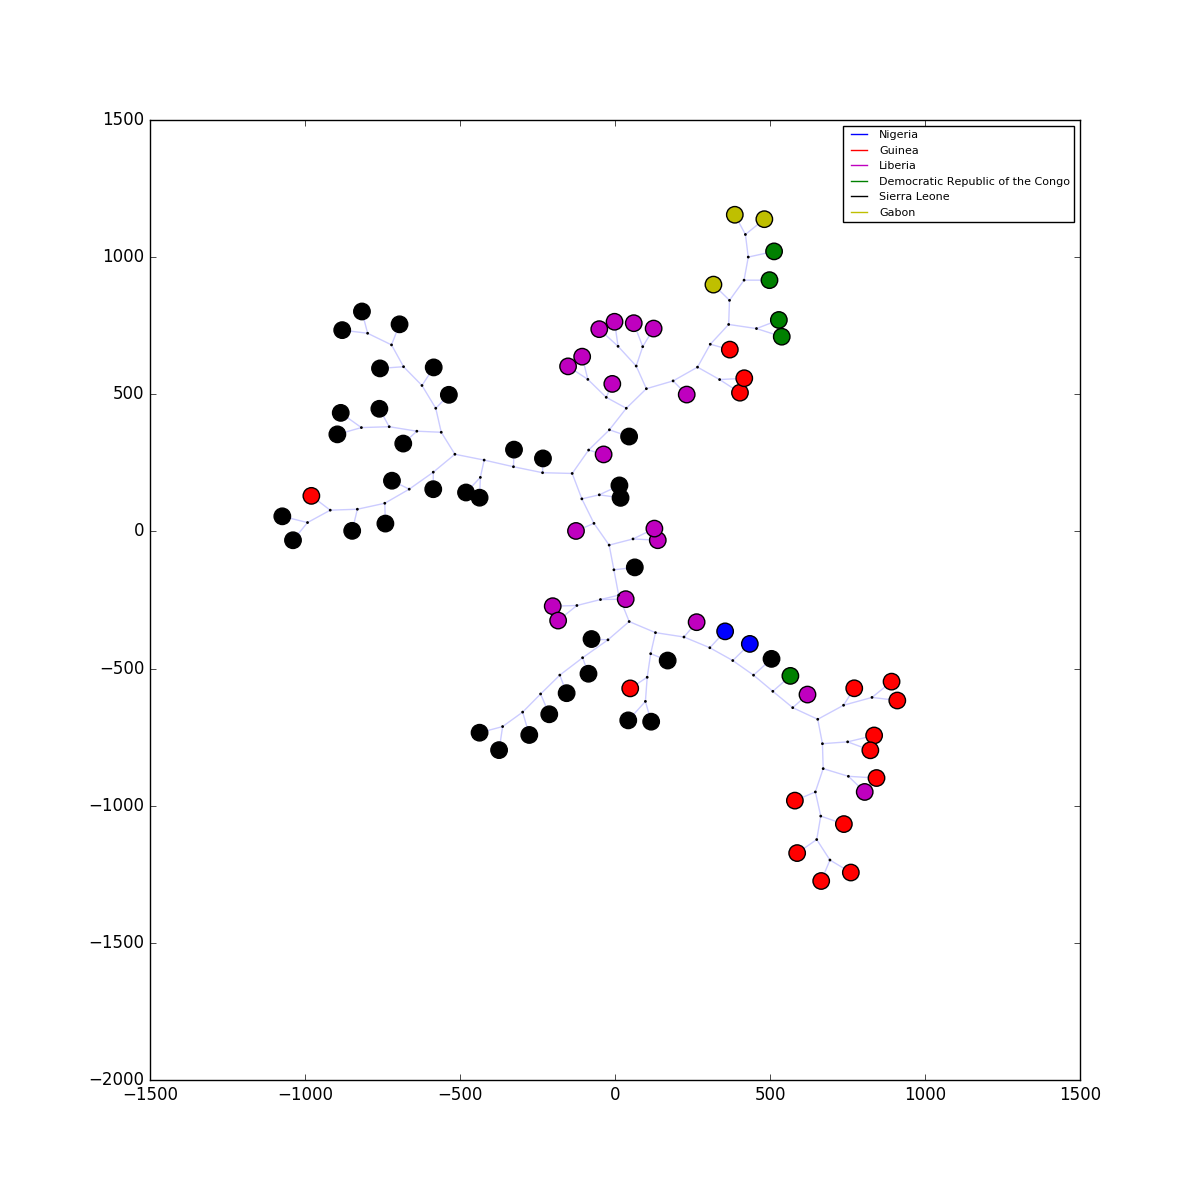 1500
1000
500
0
−500
−1000
−1500
−2000
−1500 −1000 −500 0 500 1000 1500
Nigeria
Guinea
Liberia
Democratic Republic of the Congo
Sierra Leone
Gabon